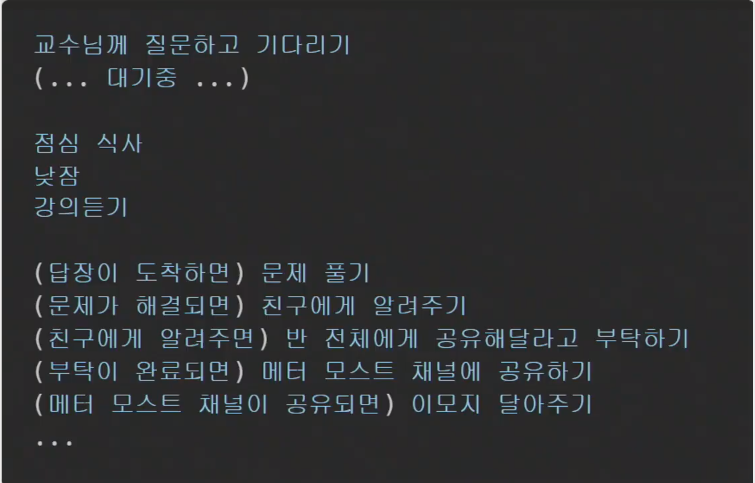 교수님께 질문하고 기다리기
(... 대기중 ...)
점심 식사
낮잠
강의듣기
(답장이 도착하면) 문제 풀기
(문제가 해결되면) 친구에게 알려주기
(친구에게 알려주면) 반 전체에게 공유해달라고 부탁하기
(부탁이 완료되면) 메터 모스트 채널에 공유하기
(메터 모스트 채널이 공유되면) 이모지 달아주기
...